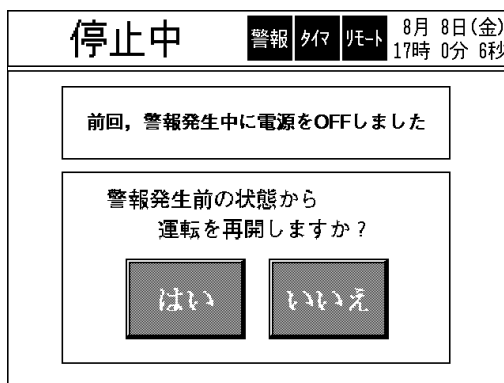 停止中
警報 タイマ リモート
8月 8日(金)
17時 0分 6秒
前回，警報発生中に電源をOFFしました
警報発生前の状態から
運転を再開しますか？
はい いいえ